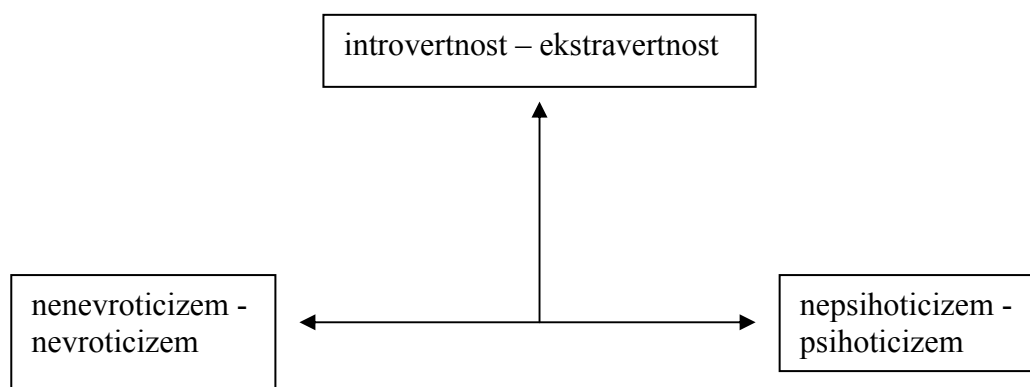 introvertnost – ekstravertnost
nenevroticizem -
nevroticizem
nepsihoticizem -
psihoticizem